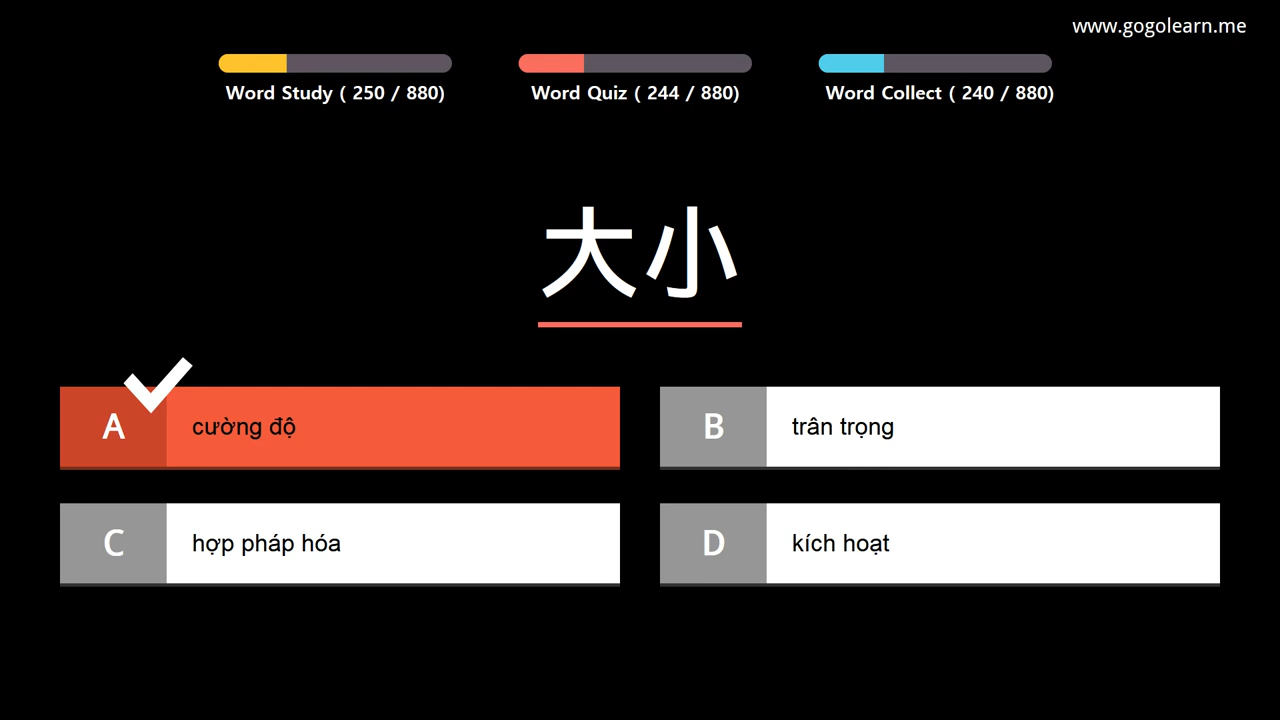 www.gogolearn.me
Word Study ( 250 / 880)
Word Quiz ( 244 / 880)
Word Collect ( 240 / 880)
大小
A cường độ
B trân trọng
C hợp pháp hóa
D kích hoạt